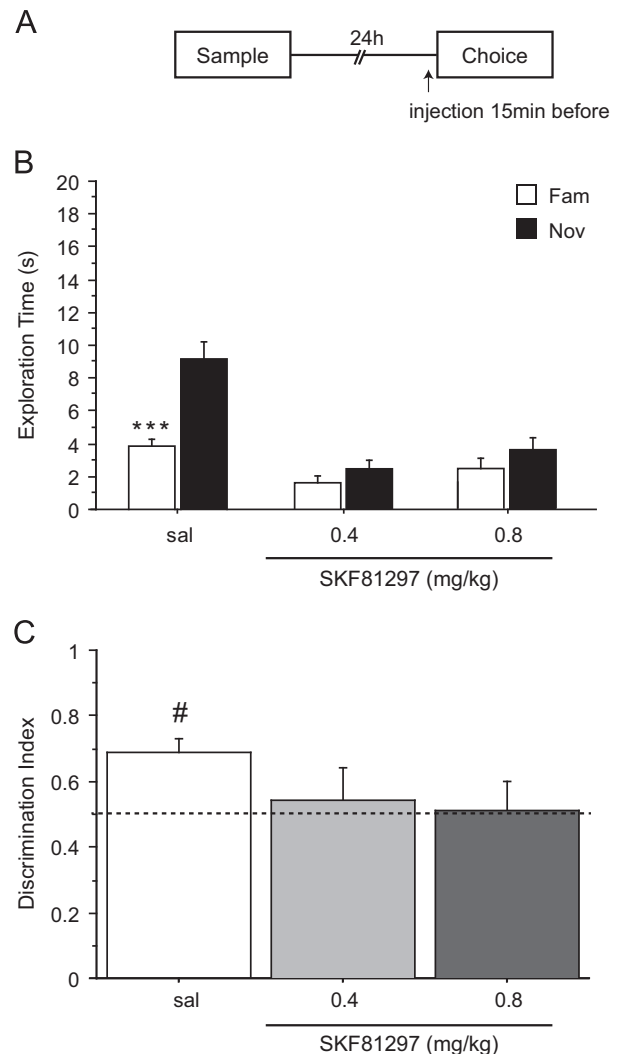 A
Sample
24h
Choice
injection 15min before
B
Exploration Time (s)
20
18
16
14
12
10
8
6
4
2
0
Fam
Nov
***
sal
0.4
0.8
SKF81297 (mg/kg)
C
Discrimination Index
1
0.8
0.6
0.4
0.2
0
#
sal
0.4
0.8
SKF81297 (mg/kg)